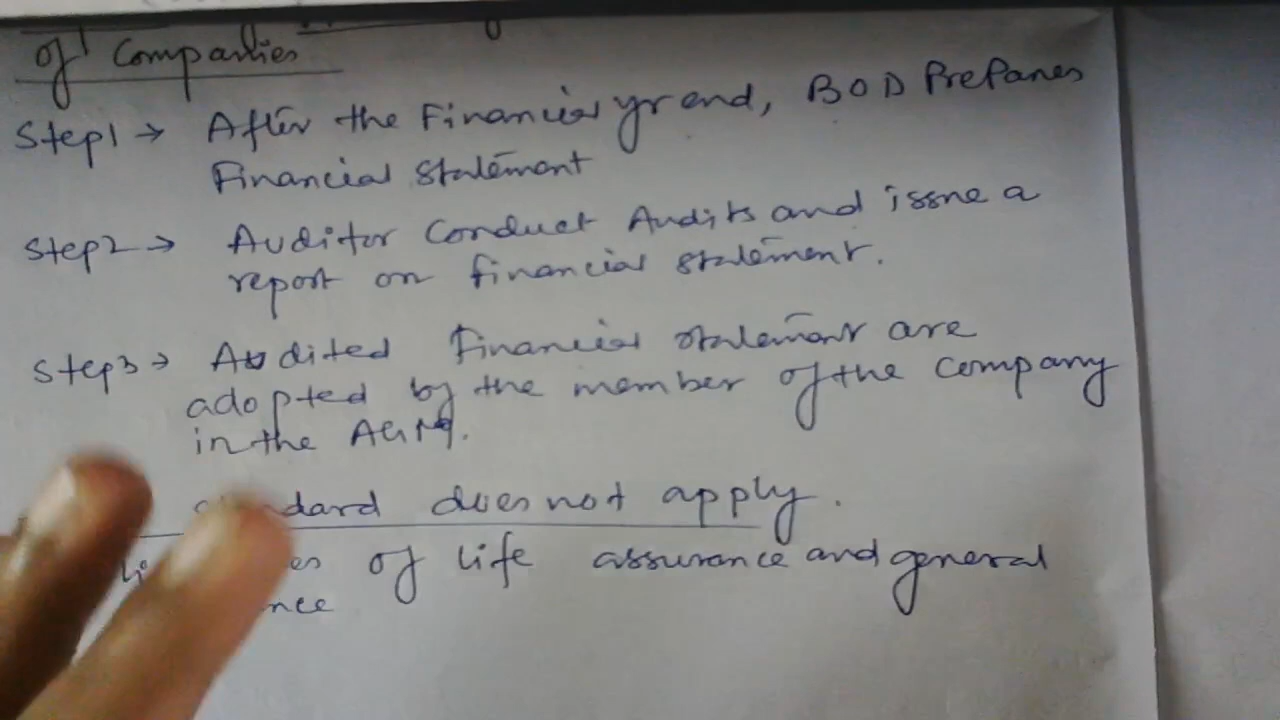 of Companies
Step1 → After the Financial yr end, BOD Prepares
Financial Statement
Step2 → Auditor Conduct Audits and issue a
report on financial statement.
Step3 → Audited Financial statement are
adopted by the member of the Company
in the AGM.
does not apply.
of life assurance and general